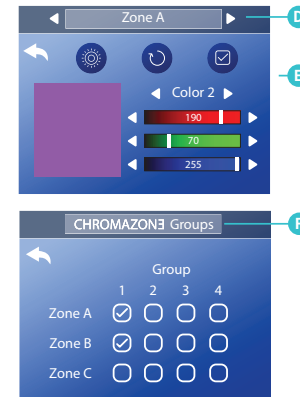 Zone A
D
E
Color 2
190
70
255
CHROMAZONE Groups
F
Group
1 2 3 4
Zone A
Zone B
Zone C